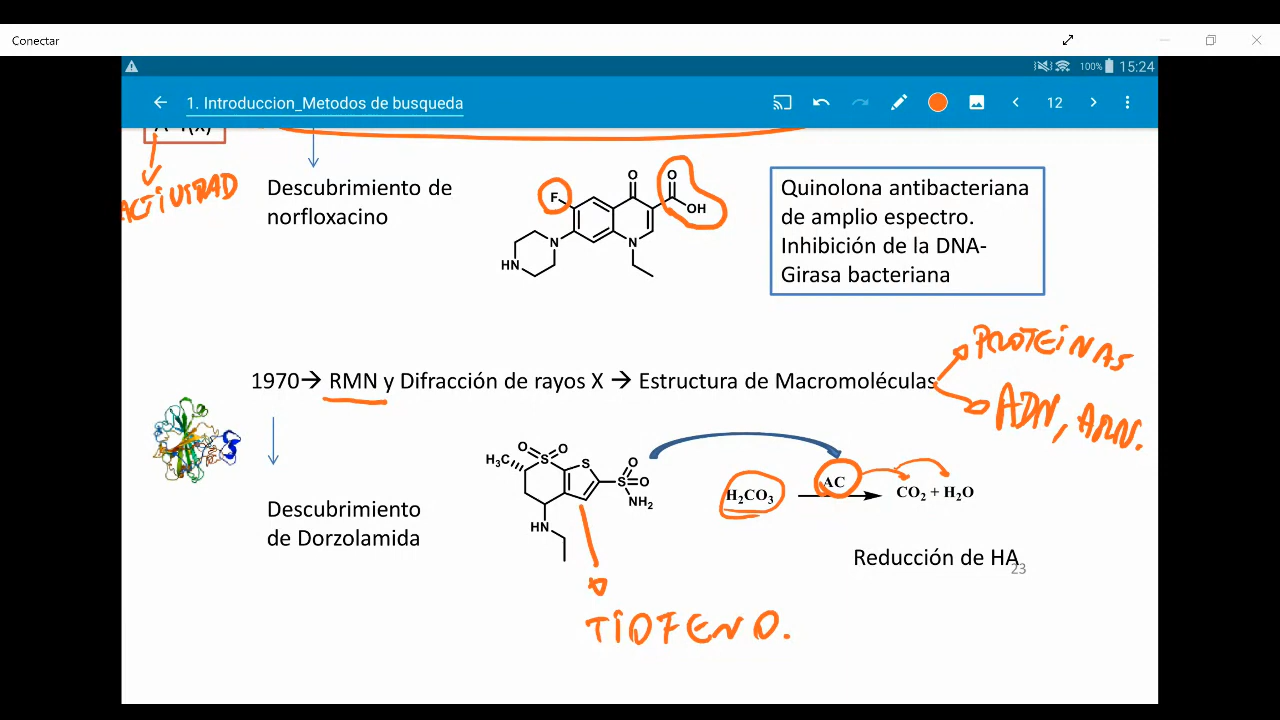 Conectar
100% 15:24
1. Introduccion_Metodos de busqueda
12
ACTIVIDAD
Descubrimiento de
norfloxacino
O O
F
OH
N N
HN
Quinolona antibacteriana
de amplio espectro.
Inhibición de la DNA-
Girasa bacteriana
PROTEÍNAS
1970→ RMN y Difracción de rayos X → Estructura de Macromoléculas
ADN, ARN.
O O
H₃C S S O
S O
NH₂
HN
H₂CO₃ AC CO₂ + H₂O
Descubrimiento
de Dorzolamida
Reducción de HA
23
TIOFENO.